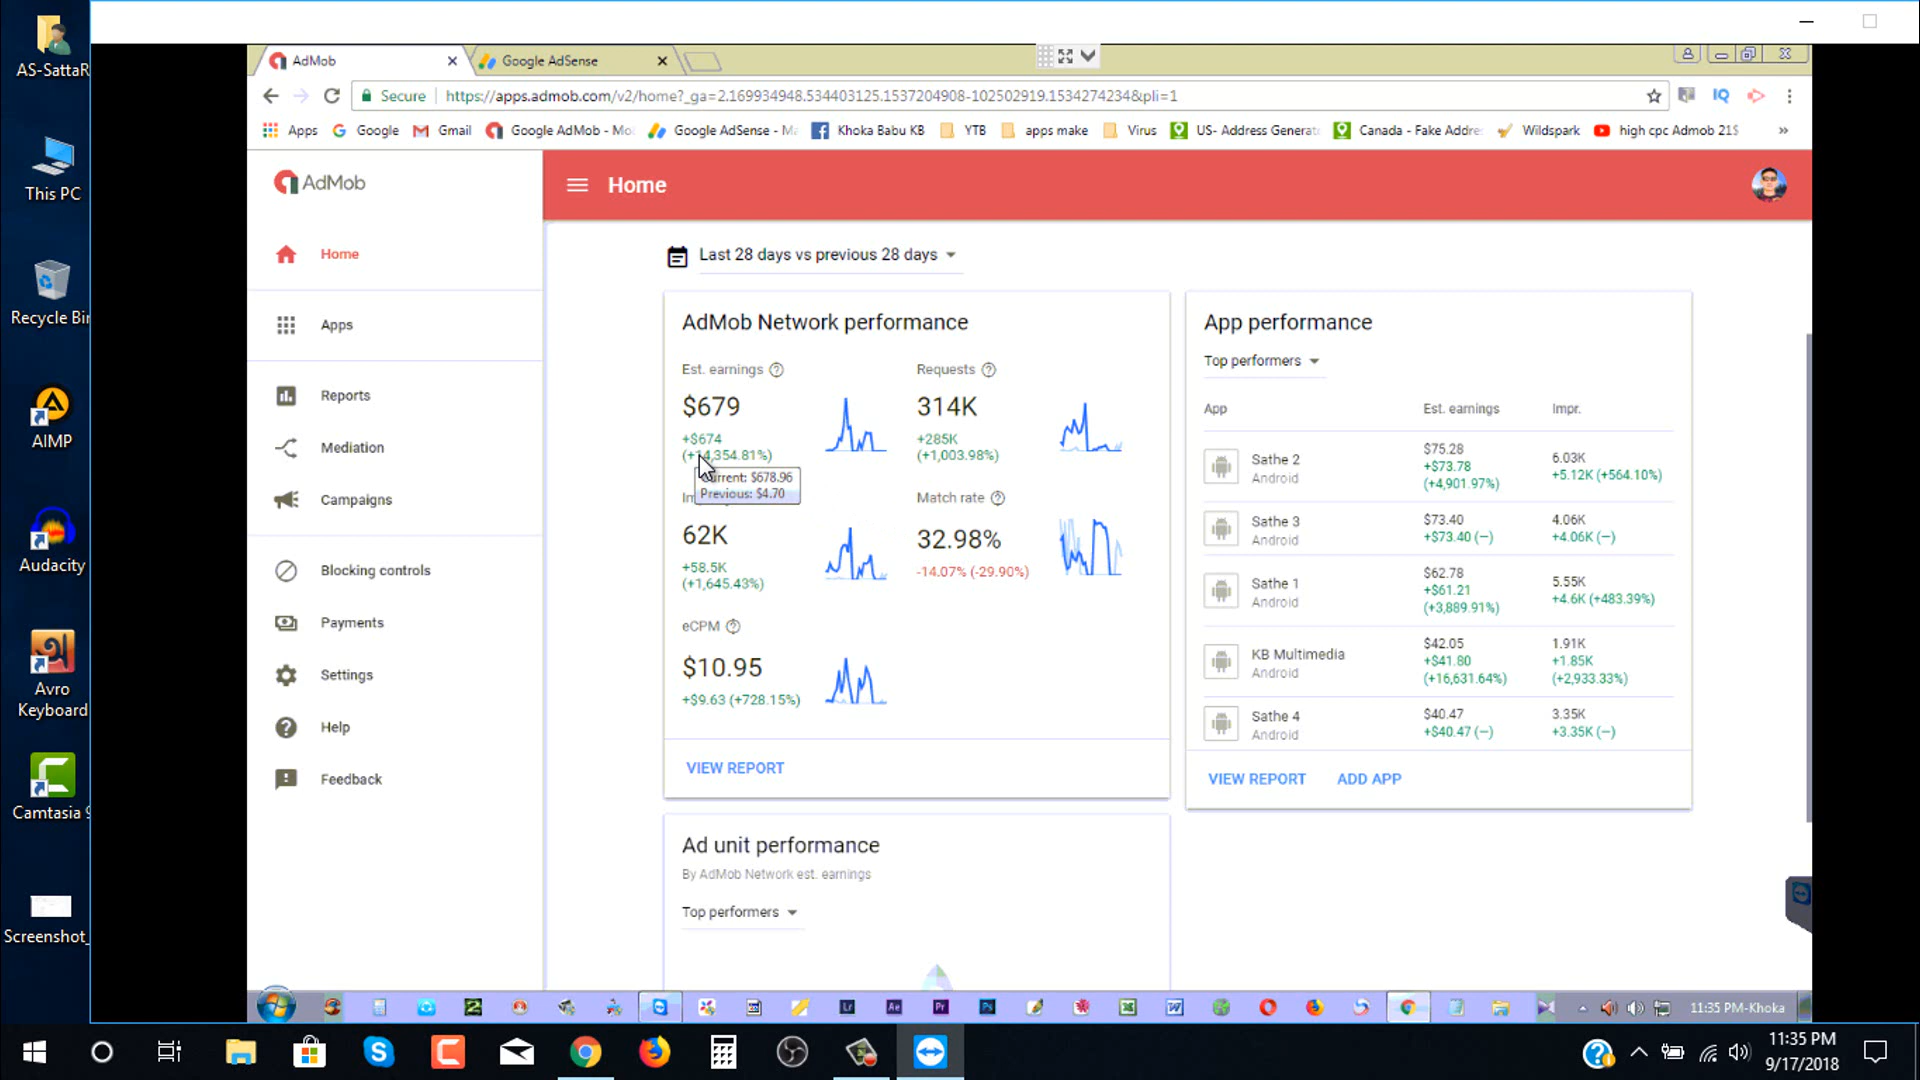 AS-SattaR
This PC
Recycle Bi
AIMP
Audacity
Avro
Keyboard
Camtasia 9
Screenshot_
AdMob
Google AdSense
Secure
https://apps.admob.com/v2/home?_ga=2.169934948.534403125.1537204908-102502919.1534274234&pli=1
IQ
Apps
Google
Gmail
Google AdMob - Mo
Google AdSense - Ma
Khoka Babu KB
YTB
apps make
Virus
US- Address Generat
Canada - Fake Addre
Wildspark
high cpc Admob 21$
»
AdMob
Home
Home
Apps
Reports
Mediation
Campaigns
Blocking controls
Payments
Settings
Help
Feedback
Last 28 days vs previous 28 days
AdMob Network performance
Est. earnings
$679
+$674
(+14,354.81%)
Current: $678.96
Previous: $4.70
Requests
314K
+285K
(+1,003.98%)
62K
+58.5K
(+1,645.43%)
Match rate
32.98%
-14.07% (-29.90%)
eCPM
$10.95
+$9.63 (+728.15%)
VIEW REPORT
App performance
Top performers
App Est. earnings Impr.
Sathe 2
Android
$75.28
+$73.78
(+4,901.97%)
6.03K
+5.12K (+564.10%)
Sathe 3
Android
$73.40
+$73.40 (—)
4.06K
+4.06K (—)
Sathe 1
Android
$62.78
+$61.21
(+3,889.91%)
5.55K
+4.6K (+483.39%)
KB Multimedia
Android
$42.05
+$41.80
(+16,631.64%)
1.91K
+1.85K
(+2,933.33%)
Sathe 4
Android
$40.47
+$40.47 (—)
3.35K
+3.35K (—)
VIEW REPORT ADD APP
Ad unit performance
By AdMob Network est. earnings
Top performers
Lr
Ae
Pr
Ps
11:35 PM-Khoka
11:35 PM
9/17/2018